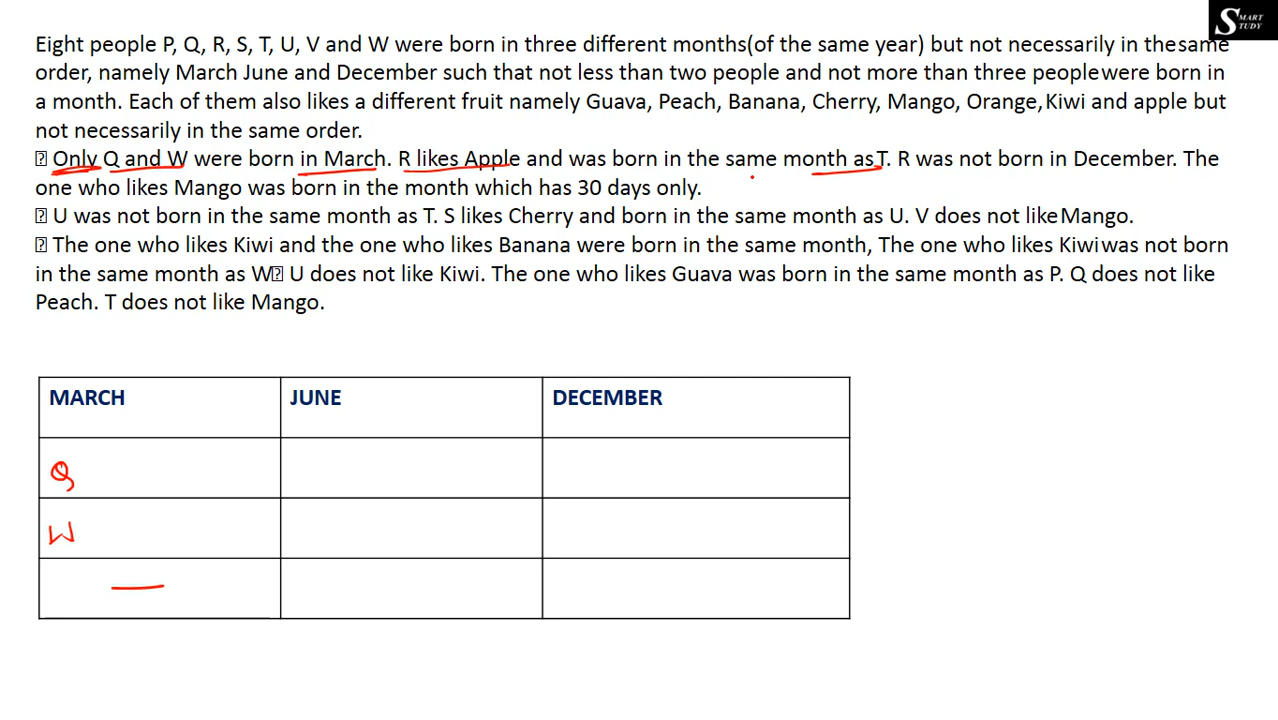 SMART
STUDY
Eight people P, Q, R, S, T, U, V and W were born in three different months(of the same year) but not necessarily in thesame
order, namely March June and December such that not less than two people and not more than three peoplewere born in
a month. Each of them also likes a different fruit namely Guava, Peach, Banana, Cherry, Mango, Orange,Kiwi and apple but
not necessarily in the same order.
Only Q and W were born in March. R likes Apple and was born in the same month asT. R was not born in December. The
one who likes Mango was born in the month which has 30 days only.
U was not born in the same month as T. S likes Cherry and born in the same month as U. V does not likeMango.
The one who likes Kiwi and the one who likes Banana were born in the same month, The one who likes Kiwiwas not born
in the same month as W U does not like Kiwi. The one who likes Guava was born in the same month as P. Q does not like
Peach. T does not like Mango.
MARCH JUNE DECEMBER
Q
W